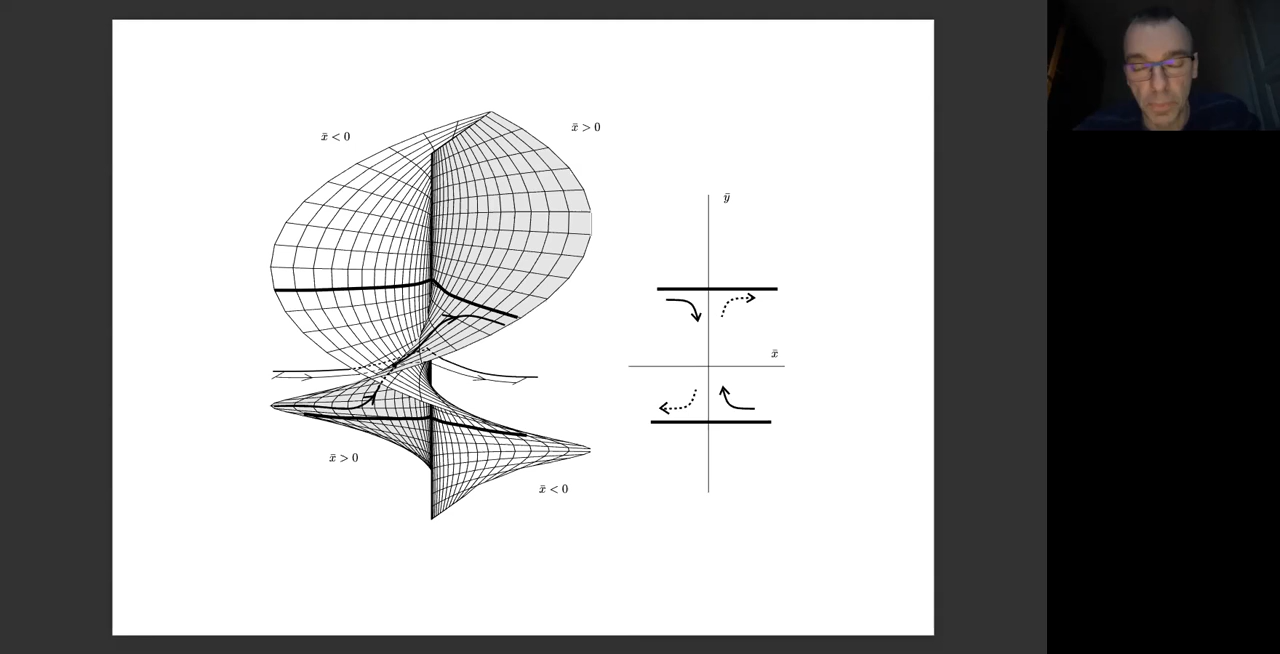 x̄ < 0
x̄ > 0
ȳ
x̄
x̄ > 0
x̄ < 0